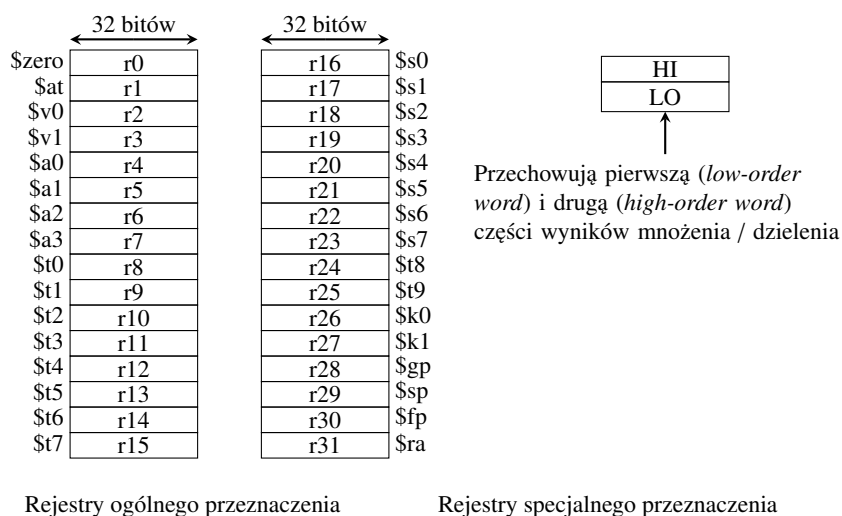 32 bitów 32 bitów
$zero r0 r16 $s0
$at r1 r17 $s1
$v0 r2 r18 $s2
$v1 r3 r19 $s3
$a0 r4 r20 $s4
$a1 r5 r21 $s5
$a2 r6 r22 $s6
$a3 r7 r23 $s7
$t0 r8 r24 $t8
$t1 r9 r25 $t9
$t2 r10 r26 $k0
$t3 r11 r27 $k1
$t4 r12 r28 $gp
$t5 r13 r29 $sp
$t6 r14 r30 $fp
$t7 r15 r31 $ra
HI
LO
Przechowują pierwszą (low-order
word) i drugą (high-order word)
części wyników mnożenia / dzielenia
Rejestry ogólnego przeznaczenia
Rejestry specjalnego przeznaczenia